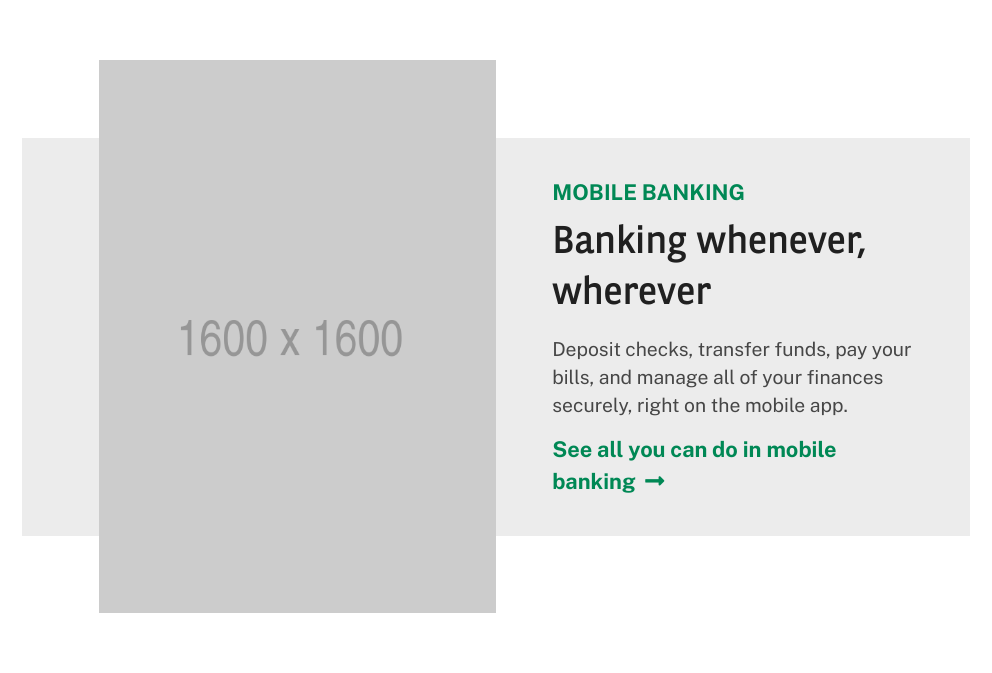 1600 x 1600
MOBILE BANKING
Banking whenever,
wherever
Deposit checks, transfer funds, pay your
bills, and manage all of your finances
securely, right on the mobile app.
See all you can do in mobile
banking →